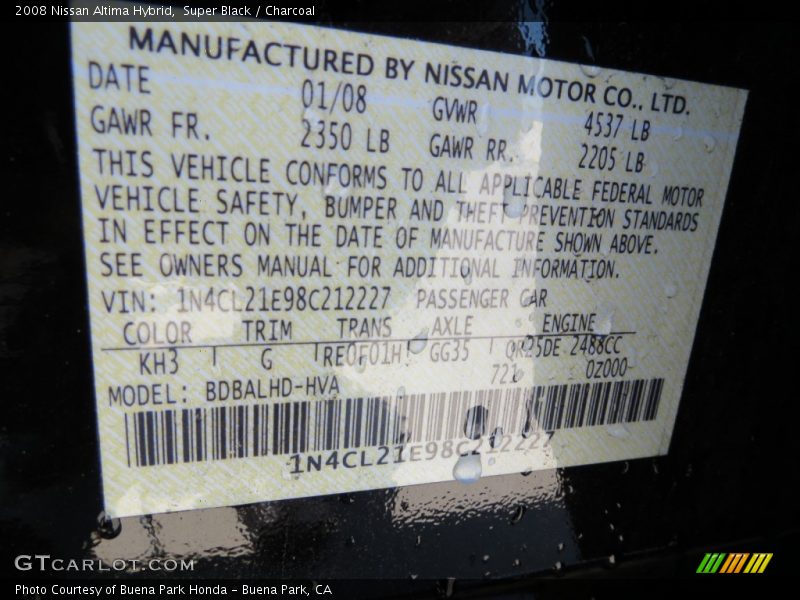 2008 Nissan Altima Hybrid, Super Black / Charcoal
MANUFACTURED BY NISSAN MOTOR CO., LTD.
DATE 01/08 GVWR 4537 LB
GAWR FR. 2350 LB GAWR RR. 2205 LB
THIS VEHICLE CONFORMS TO ALL APPLICABLE FEDERAL MOTOR
VEHICLE SAFETY, BUMPER AND THEFT PREVENTION STANDARDS
IN EFFECT ON THE DATE OF MANUFACTURE SHOWN ABOVE.
SEE OWNERS MANUAL FOR ADDITIONAL INFORMATION.
VIN: 1N4CL21E98C212227 PASSENGER CAR
COLOR TRIM TRANS AXLE ENGINE
KH3 G RE0F01H GG35 QR25DE 2488CC
721 0Z000-
MODEL: BDBALHD-HVA
1N4CL21E98C212227
GTCARLOT.COM
Photo Courtesy of Buena Park Honda - Buena Park, CA